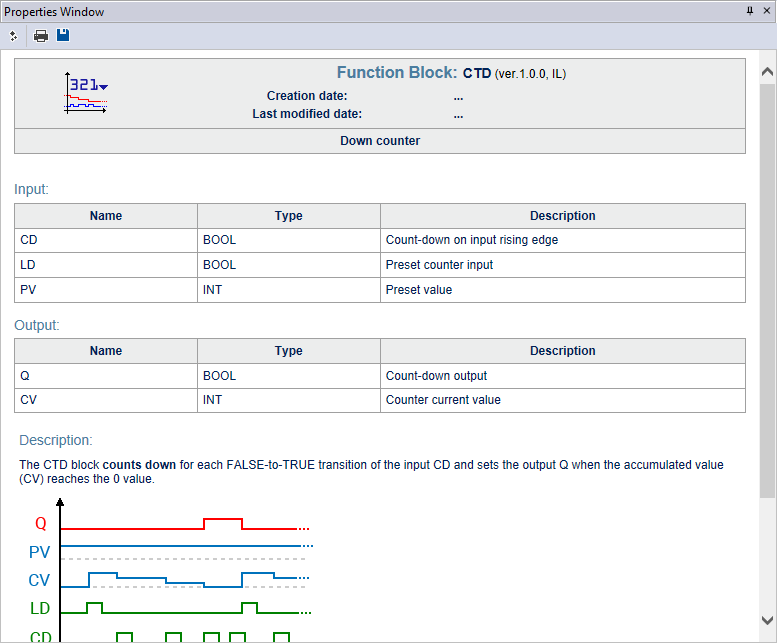 Properties Window
321
Function Block: CTD (ver.1.0.0, IL)
Creation date: ...
Last modified date: ...
Down counter
Input:
Name Type Description
CD BOOL Count-down on input rising edge
LD BOOL Preset counter input
PV INT Preset value
Output:
Name Type Description
Q BOOL Count-down output
CV INT Counter current value
Description:
The CTD block counts down for each FALSE-to-TRUE transition of the input CD and sets the output Q when the accumulated value
(CV) reaches the 0 value.
Q
PV
CV
LD
CD